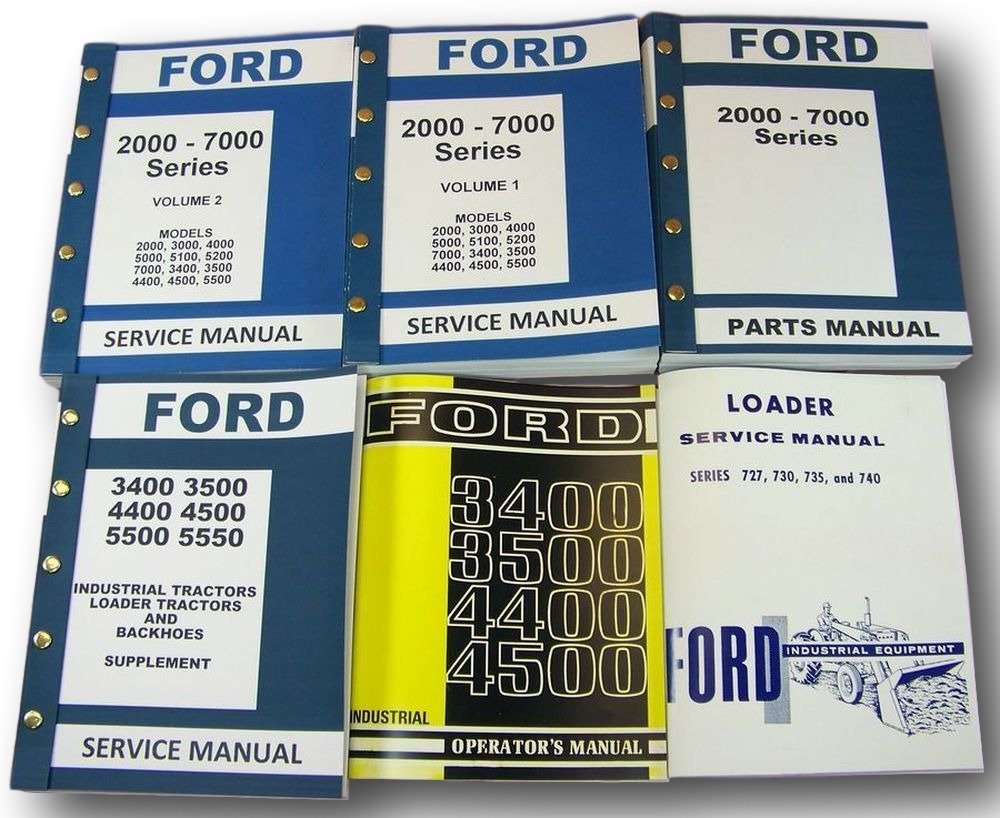 FORD
2000 - 7000
Series
VOLUME 2
MODELS
2000, 3000, 4000
5000, 5100, 5200
7000, 3400, 3500
4400, 4500, 5500
SERVICE MANUAL
FORD
2000 - 7000
Series
VOLUME 1
MODELS
2000, 3000, 4000
5000, 5100, 5200
7000, 3400, 3500
4400, 4500, 5500
SERVICE MANUAL
FORD
2000 - 7000
Series
PARTS MANUAL
FORD
3400 3500
4400 4500
5500 5550
INDUSTRIAL TRACTORS
LOADER TRACTORS
AND
BACKHOES
SUPPLEMENT
SERVICE MANUAL
FORD
3400
3500
4400
4500
INDUSTRIAL
OPERATOR'S MANUAL
LOADER
SERVICE MANUAL
SERIES 727, 730, 735, and 740
FORD
INDUSTRIAL EQUIPMENT